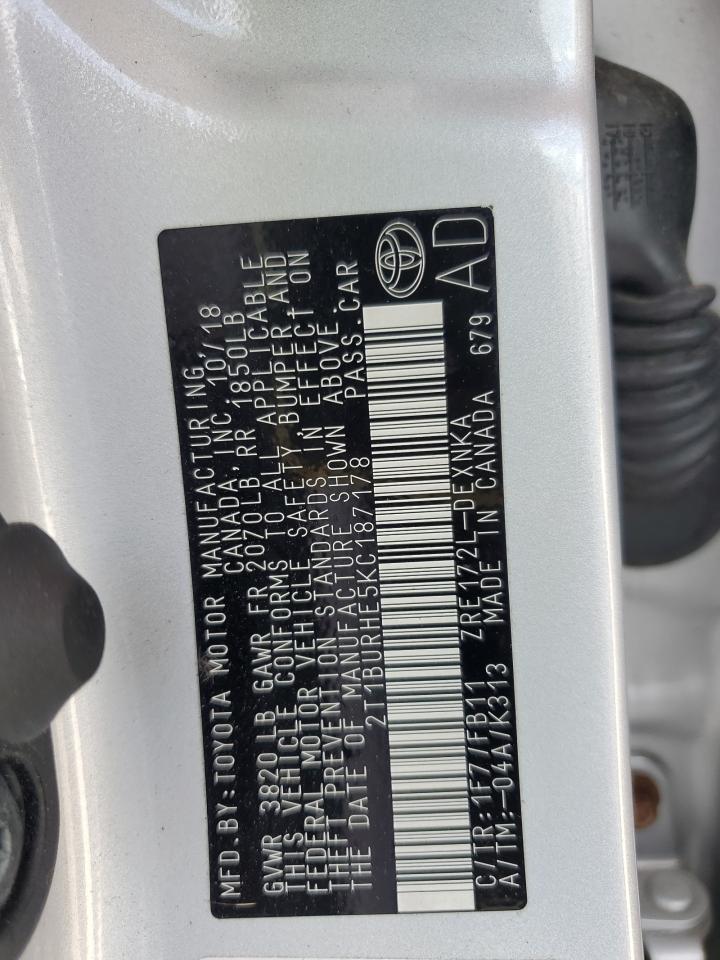 MFD.BY:TOYOTA MOTOR MANUFACTURING,
CANADA, INC. 10/18
GVWR 3820 LB GAWR FR 2070LB, RR 1850LB
THIS VEHICLE CONFORMS TO ALL APPLICABLE
FEDERAL MOTOR VEHICLE SAFETY, BUMPER, AND
THEFT PREVENTION STANDARDS IN EFFECT ON
THE DATE OF MANUFACTURE SHOWN ABOVE.
2T1BURHE5KC187178 PASS.CAR
C/TR:1F7/FB11 ZRE172L-DEXNKA
A/TM:-04A/K313 MADE IN CANADA 679
AD